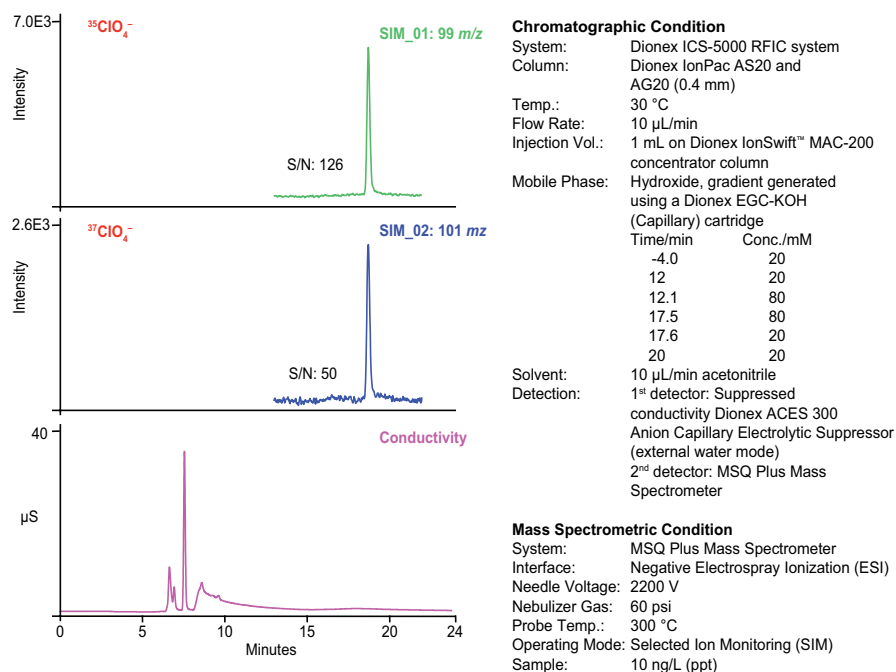 7.0E3
³⁵ClO₄⁻
SIM_01: 99 m/z
Intensity
S/N: 126
2.6E3
³⁷ClO₄⁻
SIM_02: 101 mz
Intensity
S/N: 50
40
Conductivity
µS
0
0 5 10 15 20 24
Minutes
Chromatographic Condition
System: Dionex ICS-5000 RFIC system
Column: Dionex IonPac AS20 and
AG20 (0.4 mm)
Temp.: 30 °C
Flow Rate: 10 µL/min
Injection Vol.: 1 mL on Dionex IonSwift™ MAC-200
concentrator column
Mobile Phase: Hydroxide, gradient generated
using a Dionex EGC-KOH
(Capillary) cartridge
Time/min Conc./mM
-4.0 20
12 20
12.1 80
17.5 80
17.6 20
20 20
Solvent: 10 µL/min acetonitrile
Detection: 1st detector: Suppressed
conductivity Dionex ACES 300
Anion Capillary Electrolytic Suppressor
(external water mode)
2nd detector: MSQ Plus Mass
Spectrometer
Mass Spectrometric Condition
System: MSQ Plus Mass Spectrometer
Interface: Negative Electrospray Ionization (ESI)
Needle Voltage: 2200 V
Nebulizer Gas: 60 psi
Probe Temp.: 300 °C
Operating Mode: Selected Ion Monitoring (SIM)
Sample: 10 ng/L (ppt)